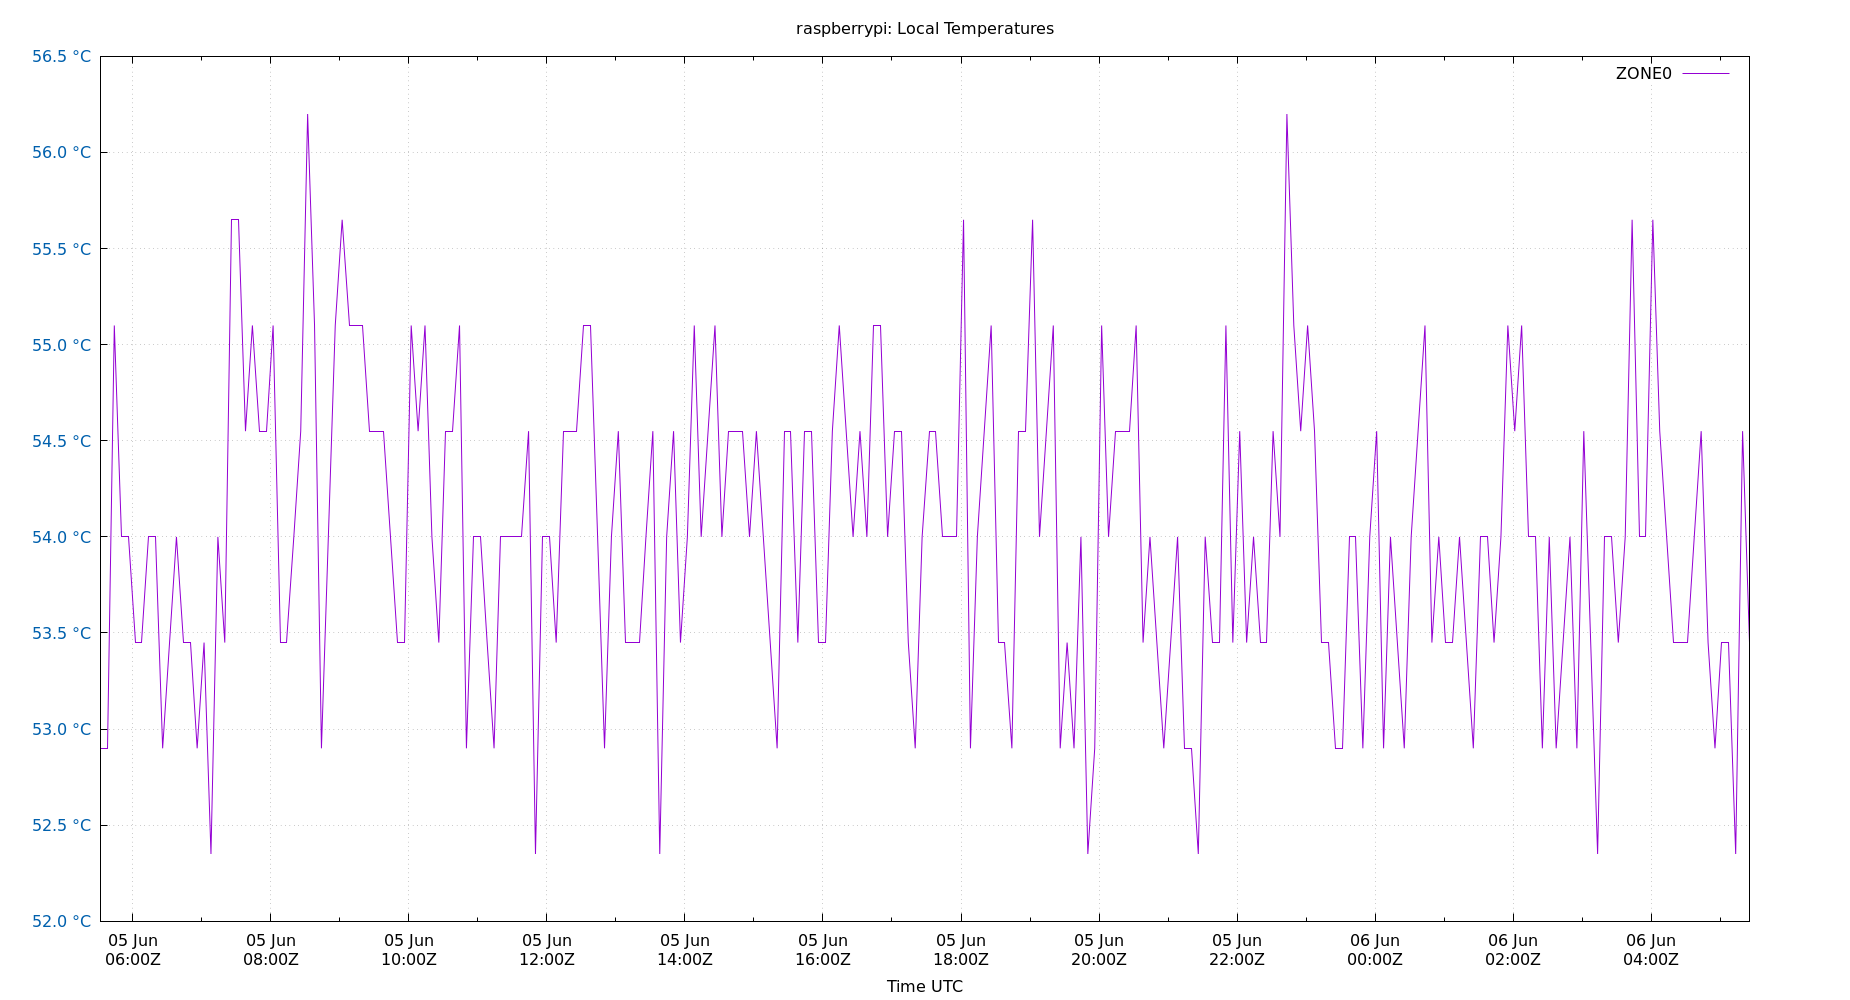 raspberrypi: Local Temperatures
56.5 °C
ZONE0
56.0 °C
55.5 °C
55.0 °C
54.5 °C
54.0 °C
53.5 °C
53.0 °C
52.5 °C
52.0 °C
05 Jun 05 Jun 05 Jun 05 Jun 05 Jun 05 Jun 05 Jun 05 Jun 05 Jun 06 Jun 06 Jun 06 Jun
06:00Z 08:00Z 10:00Z 12:00Z 14:00Z 16:00Z 18:00Z 20:00Z 22:00Z 00:00Z 02:00Z 04:00Z
Time UTC